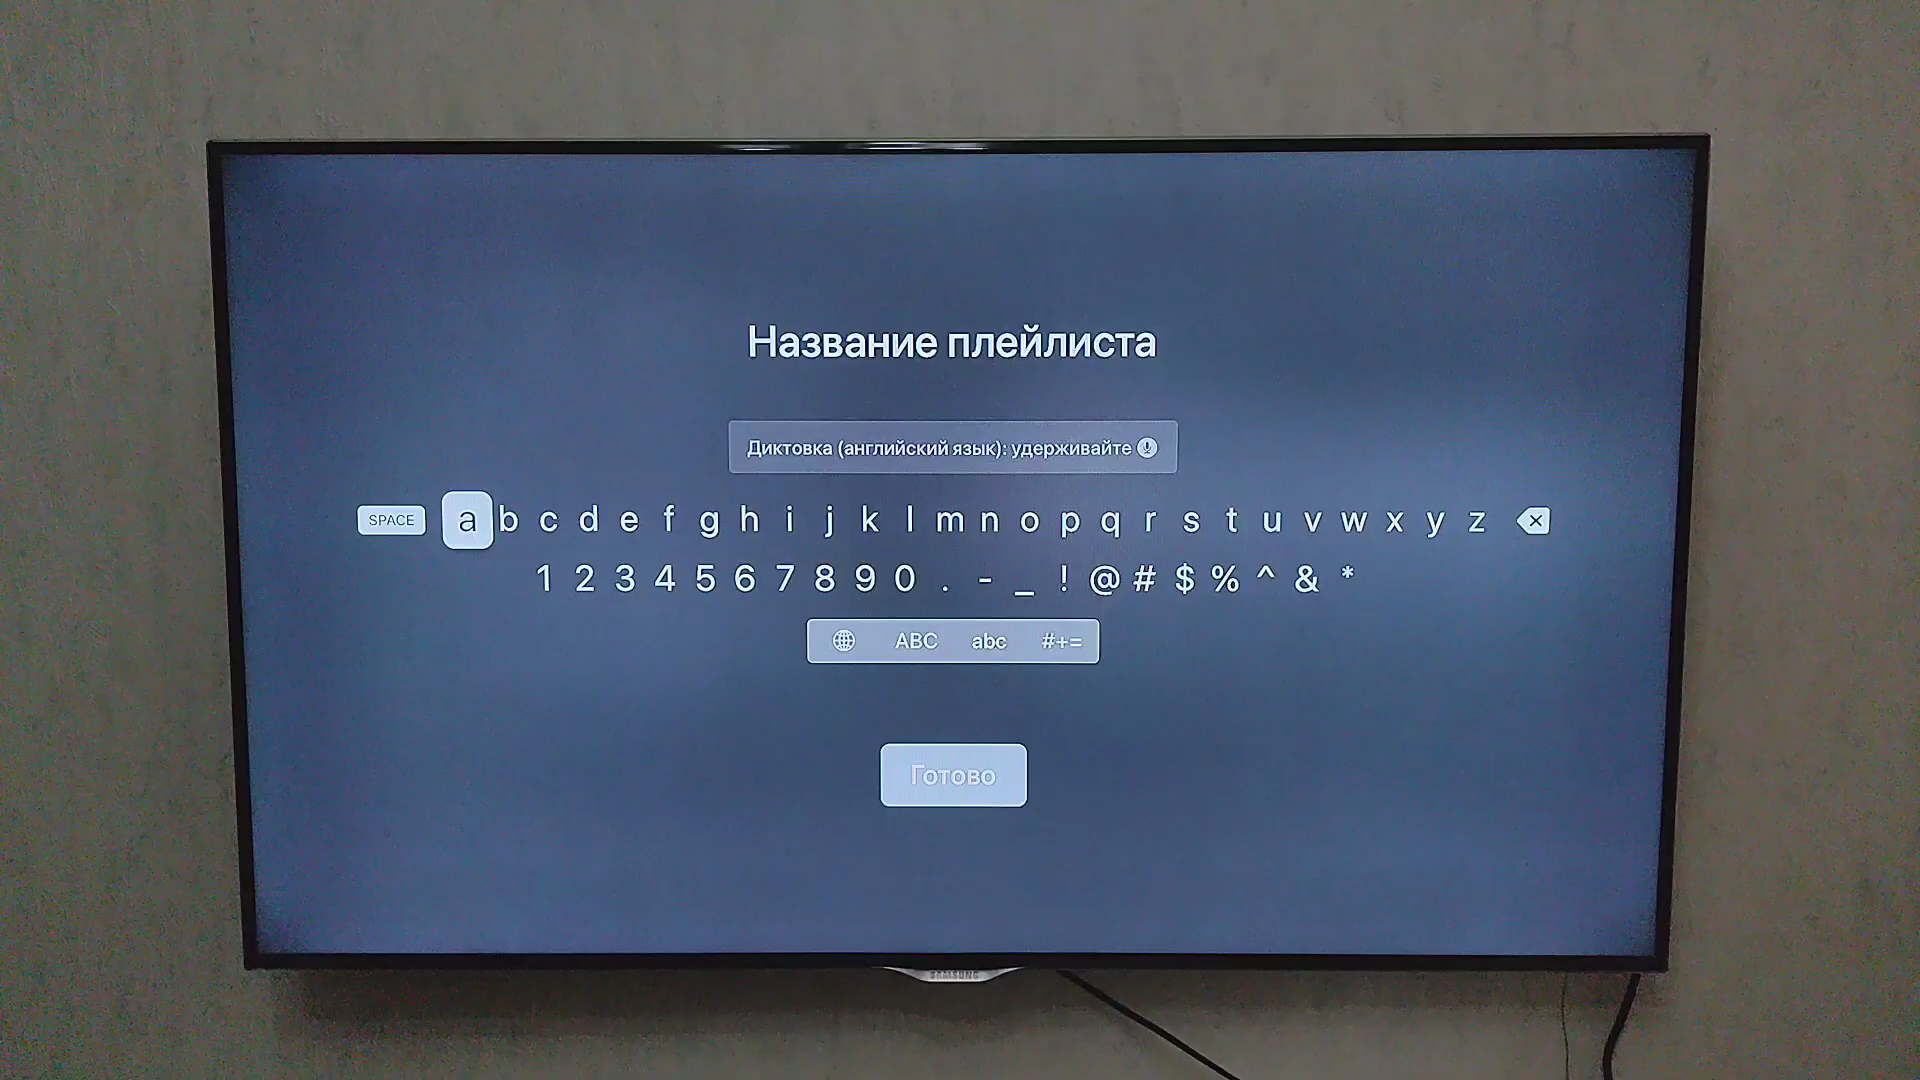 Название плейлиста
Диктовка (английский язык): удерживайте
SPACE a b c d e f g h i j k l m n o p q r s t u v w x y z
1 2 3 4 5 6 7 8 9 0 . - _ ! @ # $ % ^ & *
ABC abc #+=
Готово
SAMSUNG